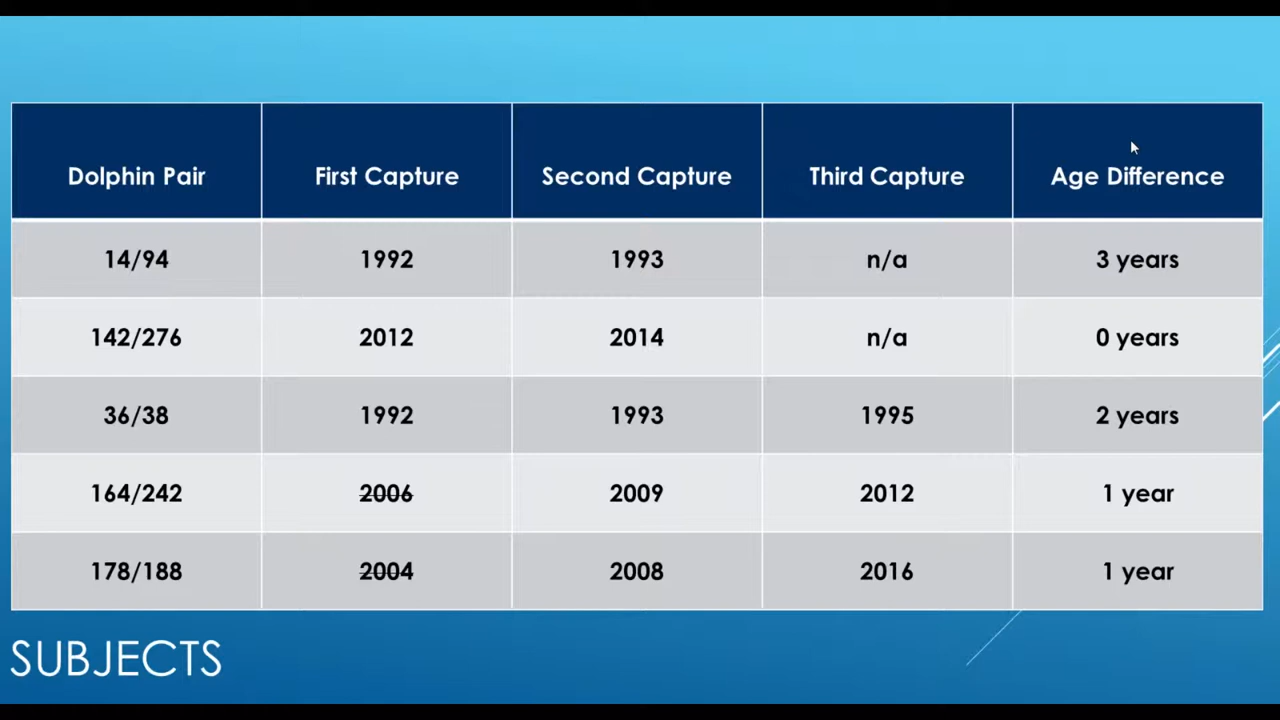 Dolphin Pair First Capture Second Capture Third Capture Age Difference
14/94 1992 1993 n/a 3 years
142/276 2012 2014 n/a 0 years
36/38 1992 1993 1995 2 years
164/242 2006 2009 2012 1 year
178/188 2004 2008 2016 1 year
SUBJECTS